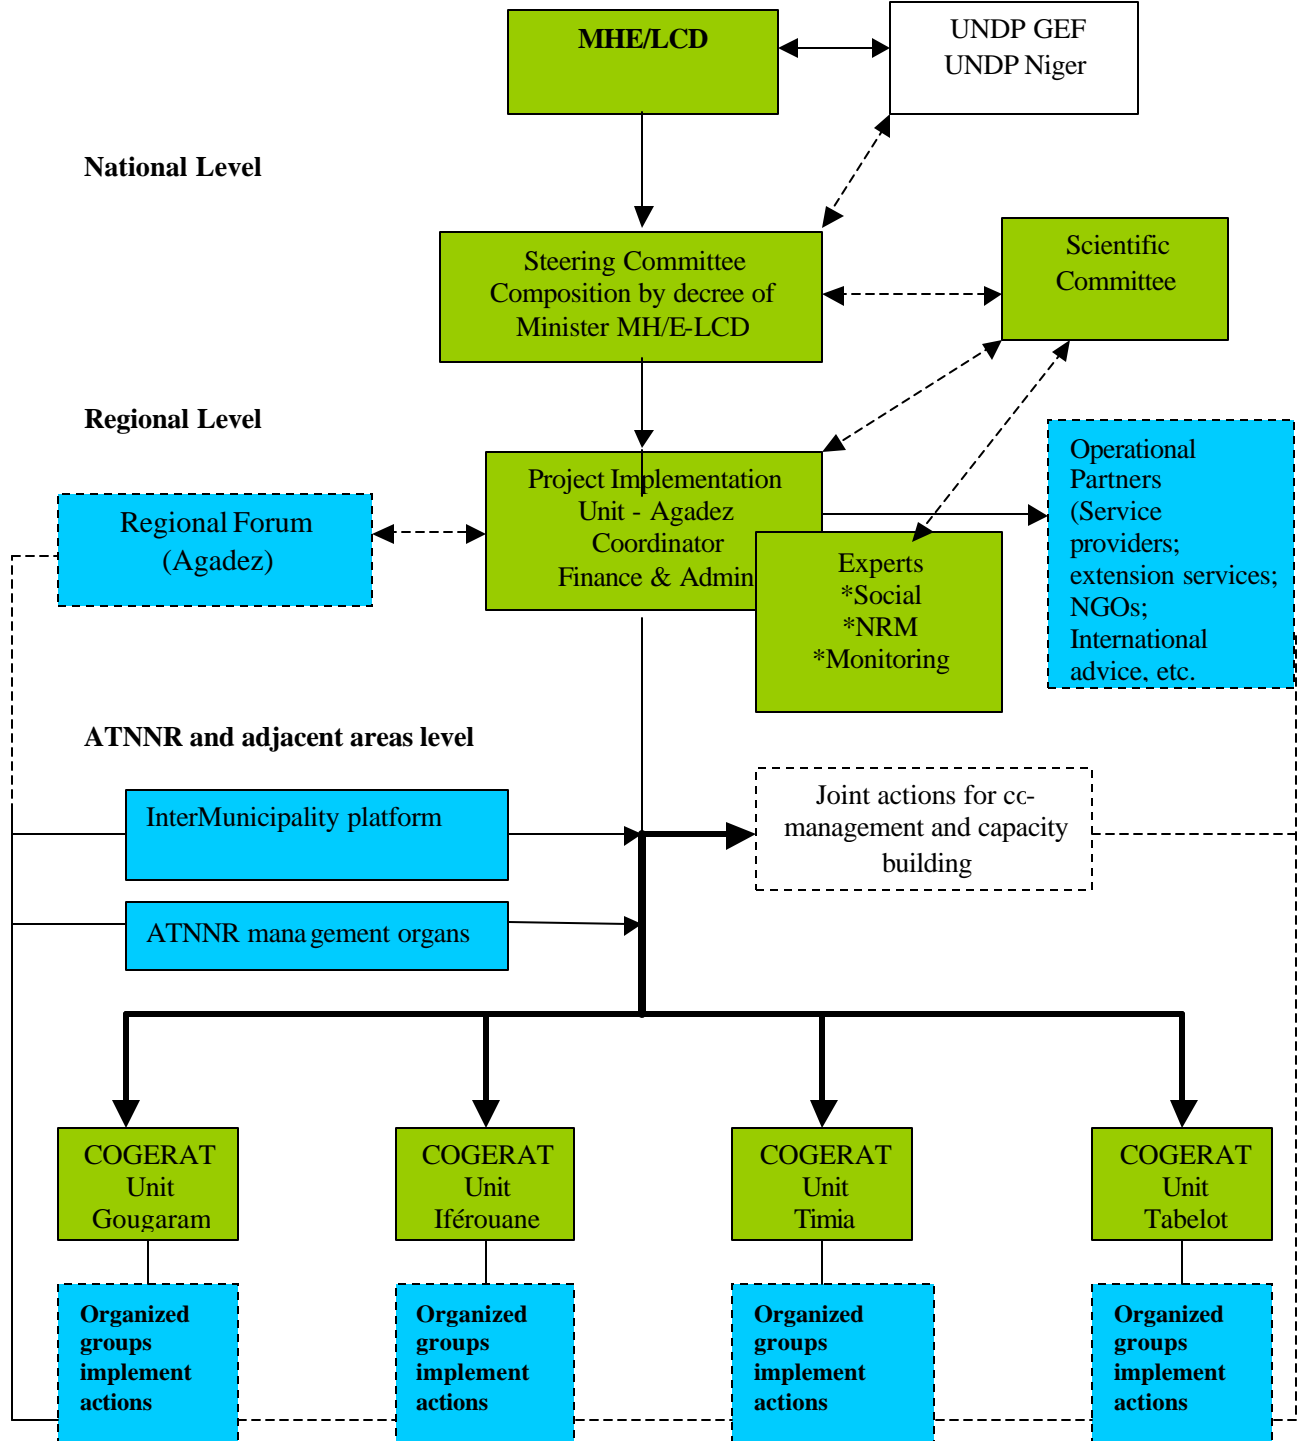 MHE/LCD
UNDP GEF
UNDP Niger
National Level
Steering Committee
Composition by decree of
Minister MH/E-LCD
Scientific
Committee
Regional Level
Project Implementation
Unit - Agadez
Coordinator
Finance & Admin
Experts
*Social
*NRM
*Monitoring
Operational
Partners
(Service
providers;
extension services;
NGOs;
International
advice, etc.
Regional Forum
(Agadez)
ATNNR and adjacent areas level
InterMunicipality platform
Joint actions for co-
management and capacity
building
ATNNR management organs
COGERAT
Unit
Gougaram
COGERAT
Unit
Iférouane
COGERAT
Unit
Timia
COGERAT
Unit
Tabelot
Organized
groups
implement
actions
Organized
groups
implement
actions
Organized
groups
implement
actions
Organized
groups
implement
actions